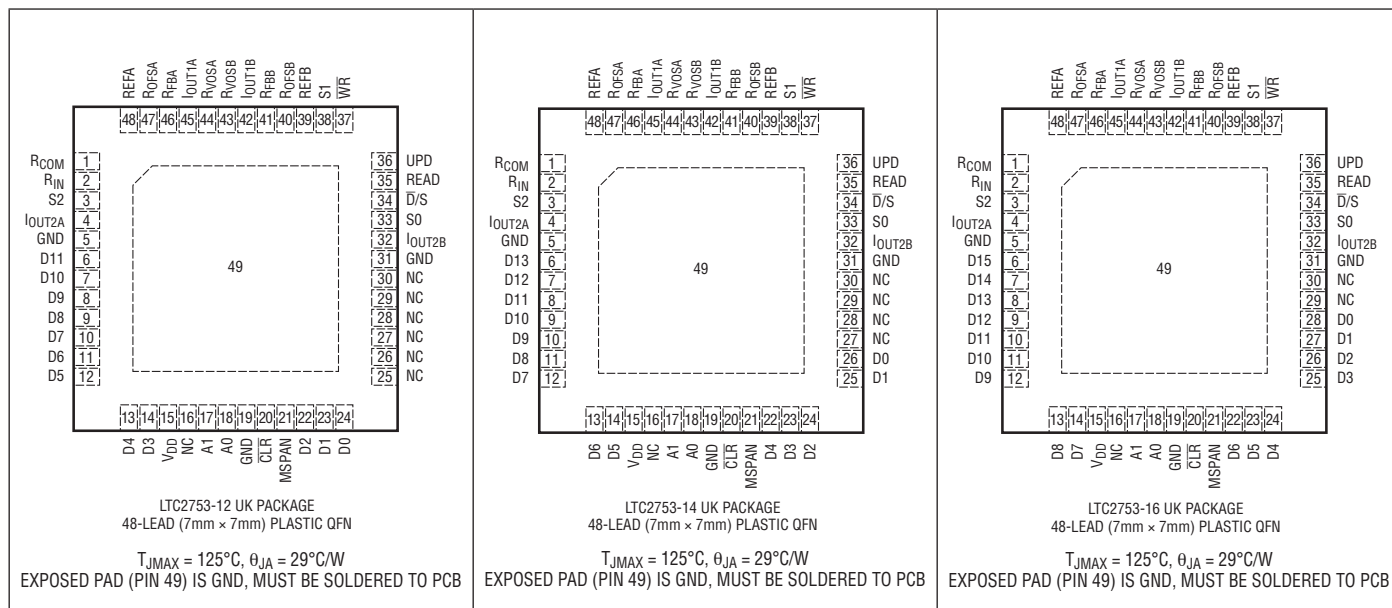 REFA
ROFSA
RFBA
IOUT1A
RVOSA
RVOSB
IOUT1B
RFBB
ROFSB
REFB
S1
W̅R̅
48 47 46 45 44 43 42 41 40 39 38 37
RCOM 1
RIN 2
S2 3
IOUT2A 4
GND 5
D11 6
D10 7
D9 8
D8 9
D7 10
D6 11
D5 12
49
36 UPD
35 READ
34 D̅/S
33 S0
32 IOUT2B
31 GND
30 NC
29 NC
28 NC
27 NC
26 NC
25 NC
13 14 15 16 17 18 19 20 21 22 23 24
D4
D3
VDD
NC
A1
A0
GND
C̅L̅R̅
MSPAN
D2
D1
D0
LTC2753-12 UK PACKAGE
48-LEAD (7mm × 7mm) PLASTIC QFN
TJMAX = 125°C, θJA = 29°C/W
EXPOSED PAD (PIN 49) IS GND, MUST BE SOLDERED TO PCB
REFA
ROFSA
RFBA
IOUT1A
RVOSA
RVOSB
IOUT1B
RFBB
ROFSB
REFB
S1
W̅R̅
48 47 46 45 44 43 42 41 40 39 38 37
RCOM 1
RIN 2
S2 3
IOUT2A 4
GND 5
D13 6
D12 7
D11 8
D10 9
D9 10
D8 11
D7 12
49
36 UPD
35 READ
34 D̅/S
33 S0
32 IOUT2B
31 GND
30 NC
29 NC
28 NC
27 NC
26 D0
25 D1
13 14 15 16 17 18 19 20 21 22 23 24
D6
D5
VDD
NC
A1
A0
GND
C̅L̅R̅
MSPAN
D4
D3
D2
LTC2753-14 UK PACKAGE
48-LEAD (7mm × 7mm) PLASTIC QFN
TJMAX = 125°C, θJA = 29°C/W
EXPOSED PAD (PIN 49) IS GND, MUST BE SOLDERED TO PCB
REFA
ROFSA
RFBA
IOUT1A
RVOSA
RVOSB
IOUT1B
RFBB
ROFSB
REFB
S1
W̅R̅
48 47 46 45 44 43 42 41 40 39 38 37
RCOM 1
RIN 2
S2 3
IOUT2A 4
GND 5
D15 6
D14 7
D13 8
D12 9
D11 10
D10 11
D9 12
49
36 UPD
35 READ
34 D̅/S
33 S0
32 IOUT2B
31 GND
30 NC
29 NC
28 D0
27 D1
26 D2
25 D3
13 14 15 16 17 18 19 20 21 22 23 24
D8
D7
VDD
NC
A1
A0
GND
C̅L̅R̅
MSPAN
D6
D5
D4
LTC2753-16 UK PACKAGE
48-LEAD (7mm × 7mm) PLASTIC QFN
TJMAX = 125°C, θJA = 29°C/W
EXPOSED PAD (PIN 49) IS GND, MUST BE SOLDERED TO PCB